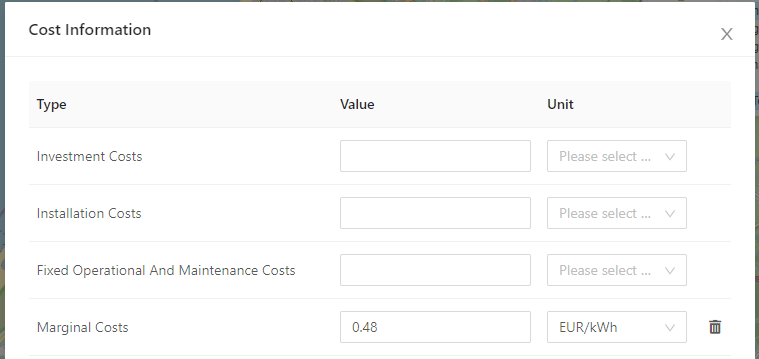 Cost Information
Type Value Unit
Investment Costs Please select ...
Installation Costs Please select ...
Fixed Operational And Maintenance Costs Please select ...
Marginal Costs 0.48 EUR/kWh